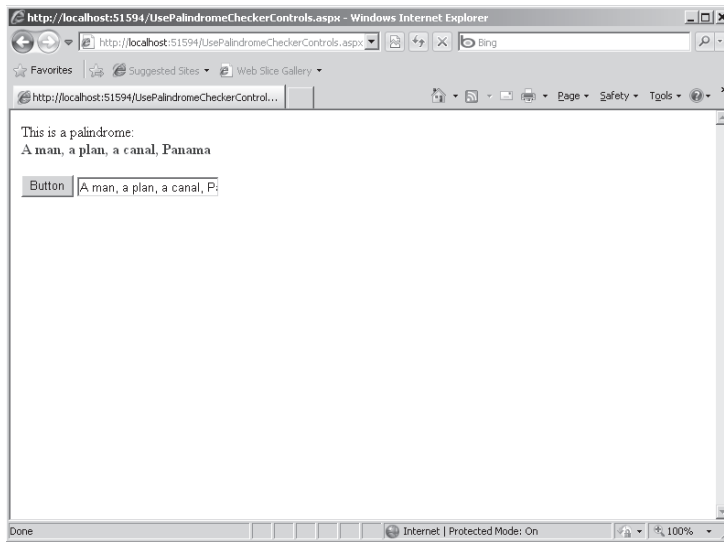 http://localhost:51594/UsePalindromeCheckerControls.aspx - Windows Internet Explorer
http://localhost:51594/UsePalindromeCheckerControls.aspx
Bing
Favorites Suggested Sites Web Slice Gallery
http://localhost:51594/UsePalindromeCheckerControl... Page Safety Tools
This is a palindrome:
A man, a plan, a canal, Panama
Button A man, a plan, a canal, Pa
Done Internet | Protected Mode: On 100%